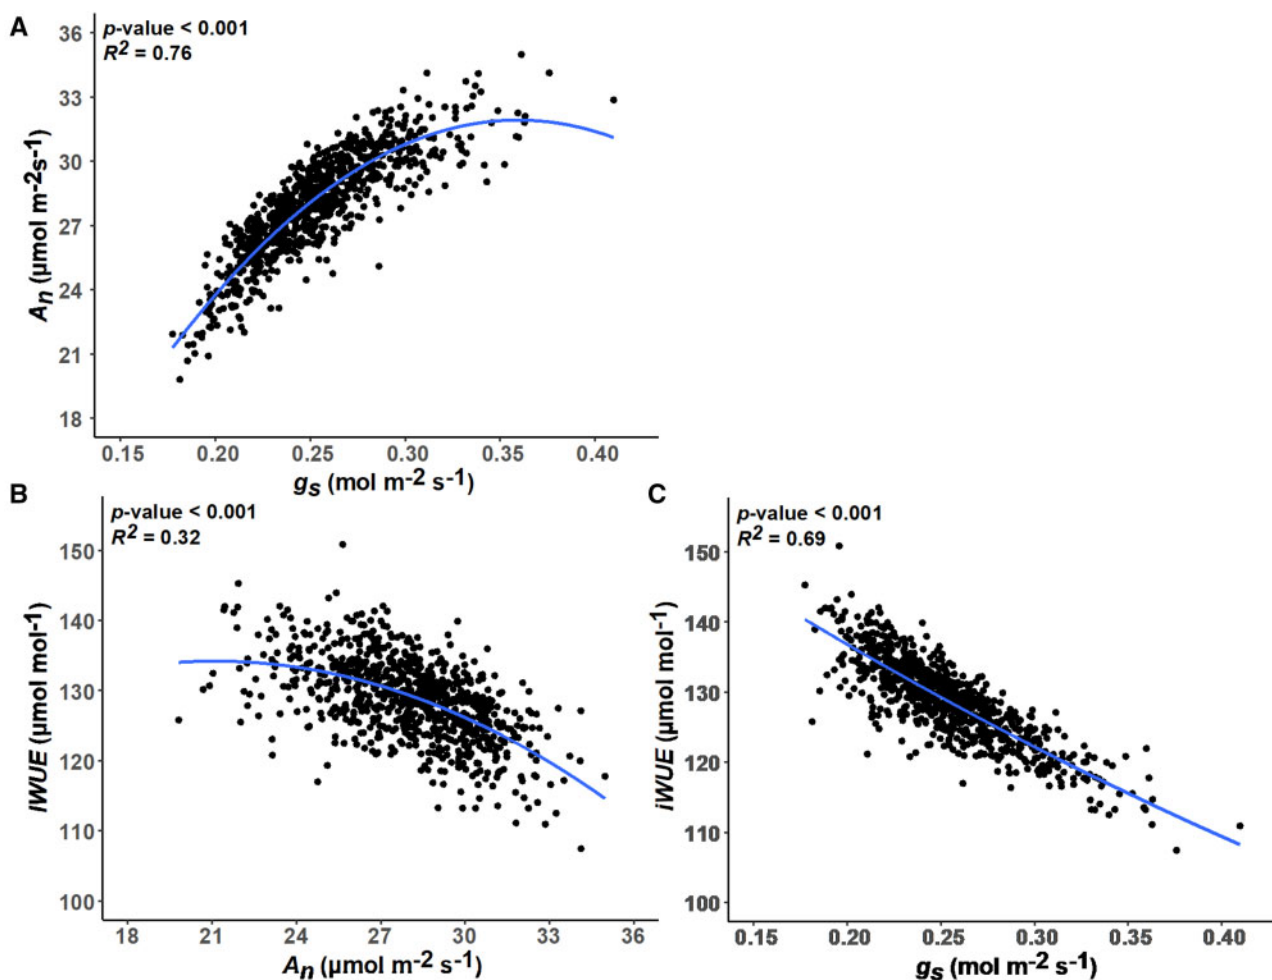 A
p-value < 0.001
R2 = 0.76
36
33
30
27
24
21
18
An (µmol m-2s-1)
0.15 0.20 0.25 0.30 0.35 0.40
gs (mol m-2 s-1)
B
p-value < 0.001
R2 = 0.32
150
140
130
120
110
100
IWUE (µmol mol-1)
18 21 24 27 30 33 36
An (µmol m-2 s-1)
C
p-value < 0.001
R2 = 0.69
150
140
130
120
110
100
iWUE (µmol mol-1)
0.15 0.20 0.25 0.30 0.35 0.40
gs (mol m-2 s-1)